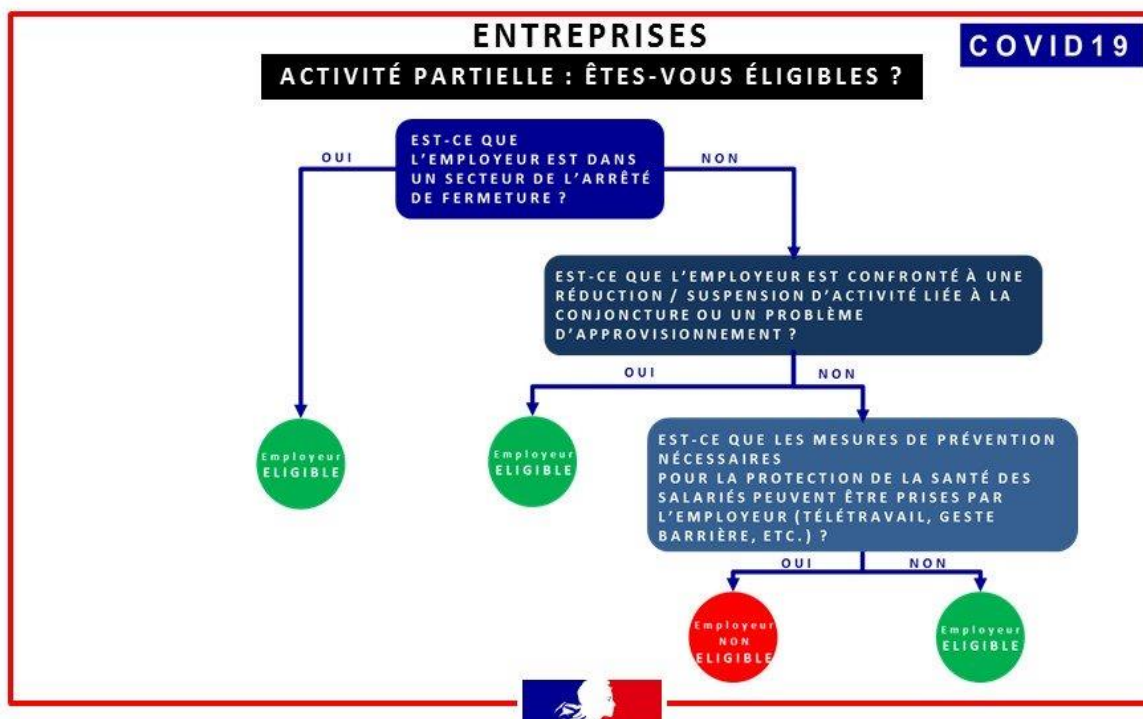 ENTREPRISES
COVID19
ACTIVITÉ PARTIELLE : ÊTES-VOUS ÉLIGIBLES ?
EST-CE QUE
L'EMPLOYEUR EST DANS
UN SECTEUR DE L'ARRÊTÉ
DE FERMETURE ?
OUI
NON
EST-CE QUE L'EMPLOYEUR EST CONFRONTÉ À UNE
RÉDUCTION / SUSPENSION D'ACTIVITÉ LIÉE À LA
CONJONCTURE OU UN PROBLÈME
D'APPROVISIONNEMENT ?
OUI
NON
Employeur
ELIGIBLE
Employeur
ELIGIBLE
EST-CE QUE LES MESURES DE PRÉVENTION
NÉCESSAIRES
POUR LA PROTECTION DE LA SANTÉ DES
SALARIÉS PEUVENT ÊTRE PRISES PAR
L'EMPLOYEUR (TÉLÉTRAVAIL, GESTE
BARRIÈRE, ETC.) ?
OUI
NON
Employeur
NON
ELIGIBLE
Employeur
ELIGIBLE